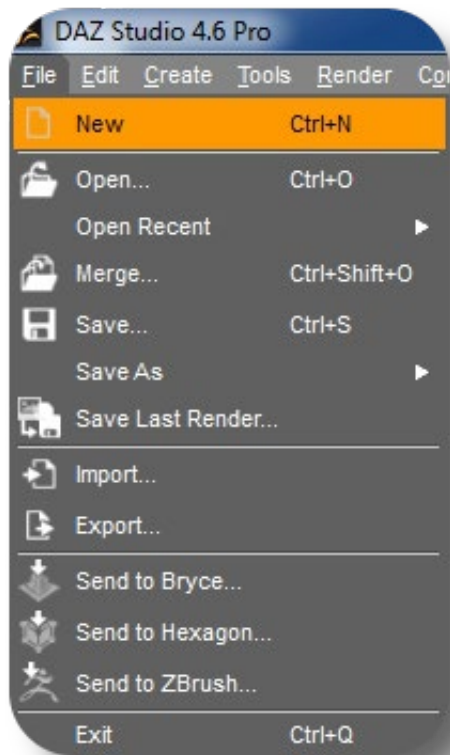 DAZ Studio 4.6 Pro
File Edit Create Tools Render
New Ctrl+N
Open... Ctrl+O
Open Recent
Merge... Ctrl+Shift+O
Save... Ctrl+S
Save As
Save Last Render...
Import...
Export...
Send to Bryce...
Send to Hexagon...
Send to ZBrush...
Exit Ctrl+Q